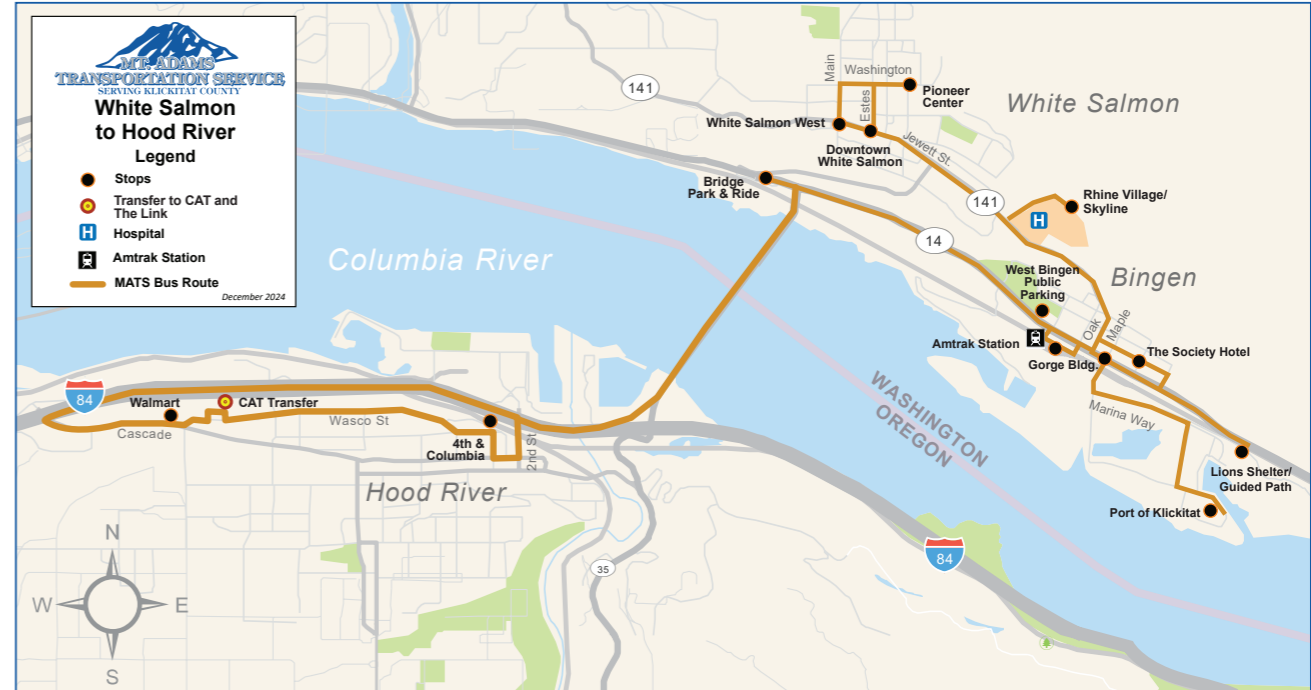 MT. ADAMS
TRANSPORTATION SERVICE
SERVING KLICKITAT COUNTY
White Salmon
to Hood River
Legend
Stops
Transfer to CAT and
The Link
H
Hospital
Amtrak Station
MATS Bus Route
December 2024
141
Main
Washington
Estes
Pioneer
Center
White Salmon
White Salmon West
Downtown
White Salmon
Jewett St.
Bridge
Park & Ride
141
H
Rhine Village/
Skyline
14
Columbia River
West Bingen
Public
Parking
Bingen
Oak
Maple
Amtrak Station
Gorge Bldg.
The Society Hotel
Marina Way
WASHINGTON
OREGON
Lions Shelter/
Guided Path
Port of Klickitat
84
Walmart
CAT Transfer
Cascade
Wasco St
4th &
Columbia
2nd St
Hood River
35
84
N
W
E
S